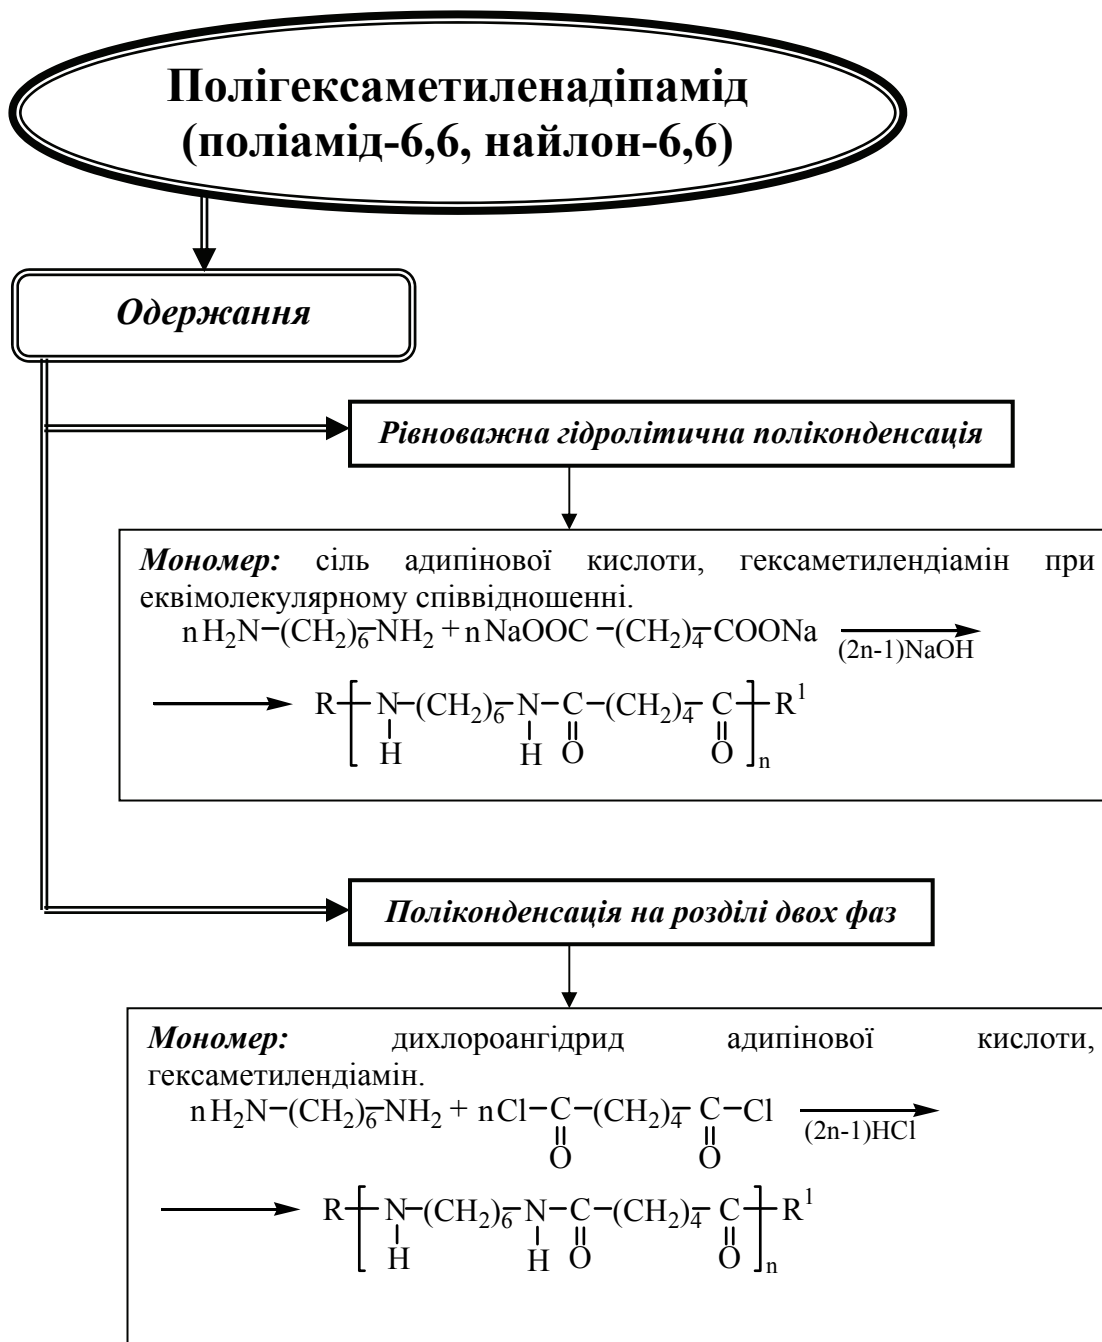 Полігексаметиленадіпамід
(поліамід-6,6, найлон-6,6)
Одержання
Рівноважна гідролітична поліконденсація
Мономер: сіль адипінової кислоти, гексаметилендіамін при
еквімолекулярному співвідношенні.
n H₂N−(CH₂)₆−NH₂ + n NaOOC −(CH₂)₄−COONa
(2n-1)NaOH
R [ N−(CH₂)₆−N−C−(CH₂)₄−C ] R¹
H H O O n
Поліконденсація на розділі двох фаз
Мономер: дихлороангідрид адипінової кислоти,
гексаметилендіамін.
n H₂N−(CH₂)₆−NH₂ + nCl−C−(CH₂)₄−C−Cl
(2n-1)HCl
O O
R [ N−(CH₂)₆−N−C−(CH₂)₄−C ] R¹
H H O O n